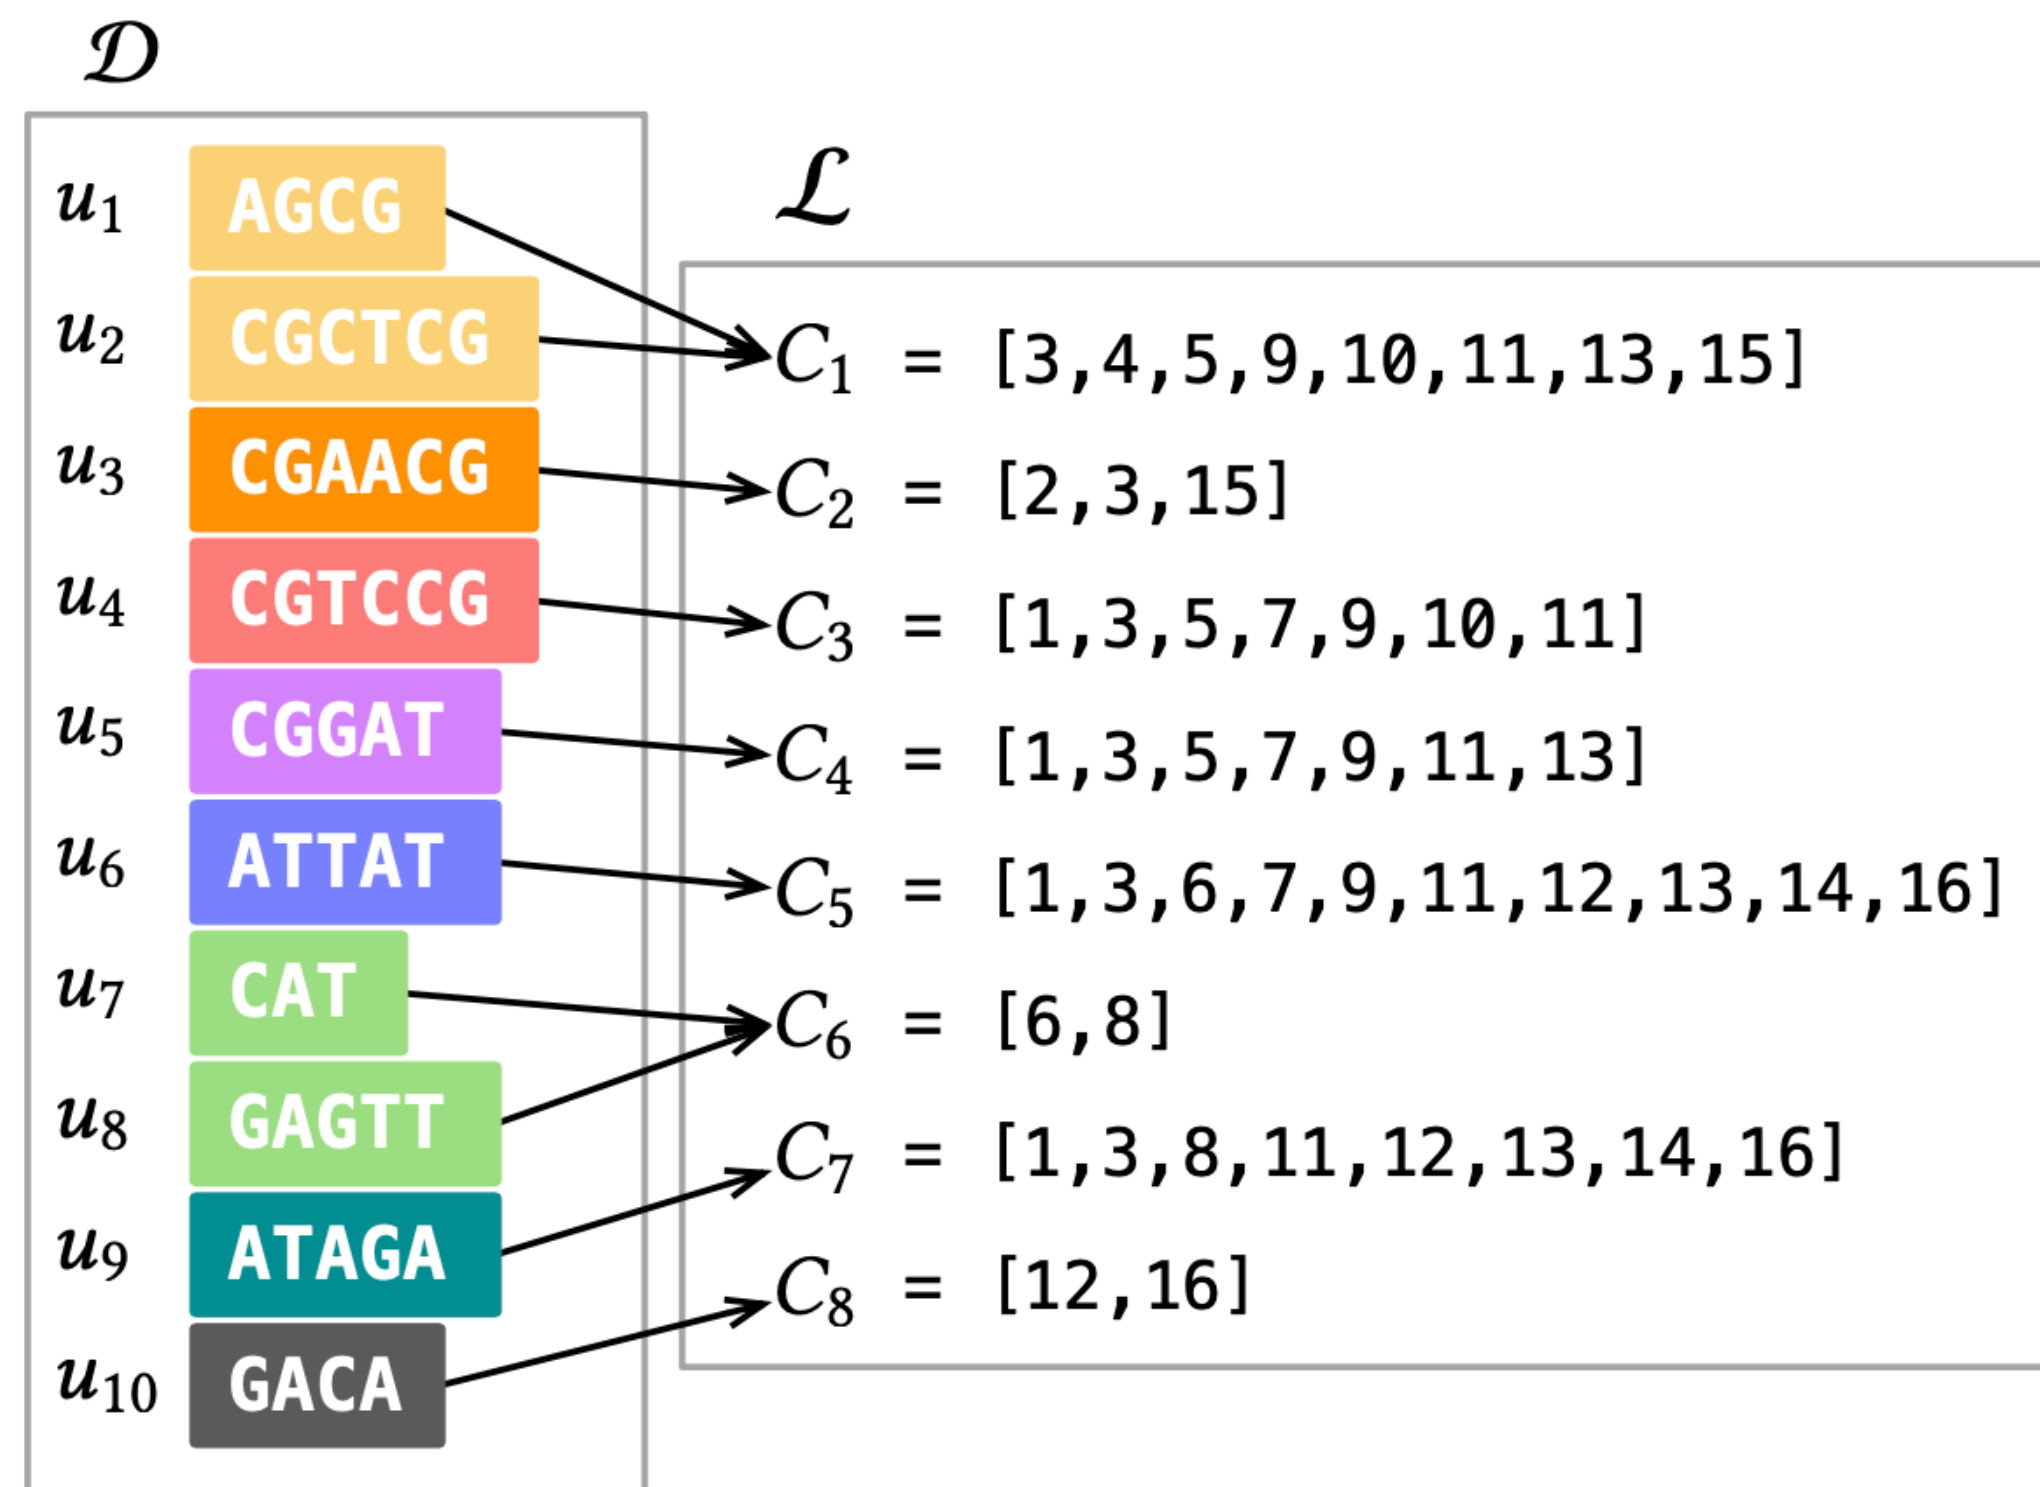 𝒟
ℒ
u1 AGCG
u2 CGCTCG
C1 = [3,4,5,9,10,11,13,15]
u3 CGAACG
C2 = [2,3,15]
u4 CGTCCG
C3 = [1,3,5,7,9,10,11]
u5 CGGAT
C4 = [1,3,5,7,9,11,13]
u6 ATTAT
C5 = [1,3,6,7,9,11,12,13,14,16]
u7 CAT
C6 = [6,8]
u8 GAGTT
C7 = [1,3,8,11,12,13,14,16]
u9 ATAGA
C8 = [12,16]
u10 GACA